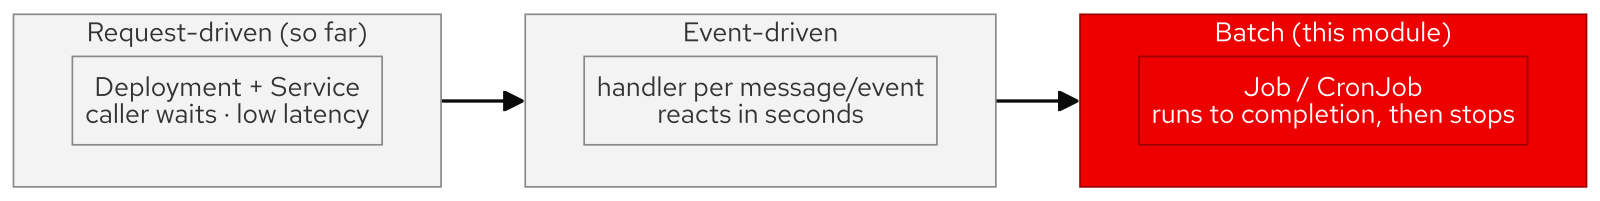 Request-driven (so far)
Deployment + Service
caller waits · low latency
Event-driven
handler per message/event
reacts in seconds
Batch (this module)
Job / CronJob
runs to completion, then stops